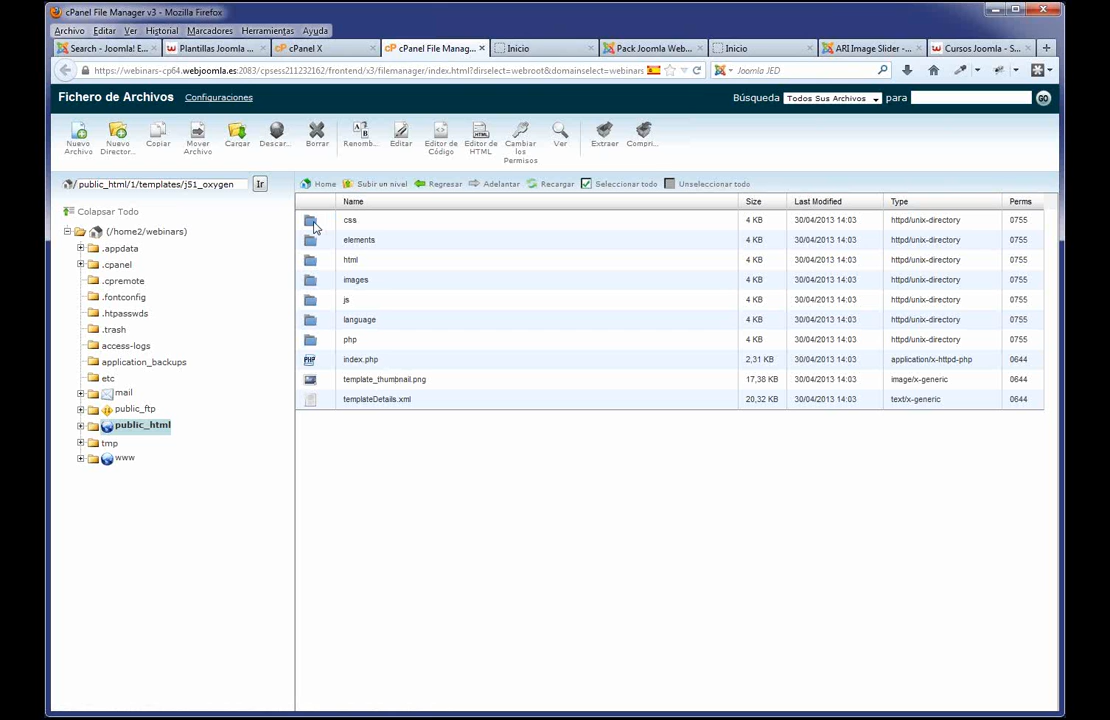 cPanel File Manager v3 - Mozilla Firefox
Archivo Editar Ver Historial Marcadores Herramientas Ayuda
Search - Joomla! E... Plantillas Joomla ... cPanel X cPanel File Manag... Inicio Pack Joomla Web... Inicio ARI Image Slider -... Cursos Joomla - S...
https://webinars-cp64.webjoomla.es:2083/cpsess211232162/frontend/x3/filemanager/index.html?dirselect=webroot&domainselect=webinars Joomla JED
Fichero de Archivos Configuraciones Búsqueda Todos Sus Archivos para GO
Nuevo Archivo Nuevo Director... Copiar Mover Archivo Cargar Descar... Borrar Renomb... Editar Editor de Código Editor de HTML Cambiar los Permisos Ver Extraer Compri...
/ public_html/1/templates/j51_oxygen Ir Home Subir un nivel Regresar Adelantar Recargar Seleccionar todo Unseleccionar todo
Name Size Last Modified Type Perms
Colapsar Todo
(/home2/webinars)
.appdata
.cpanel
.cpremote
.fontconfig
.htpasswds
.trash
access-logs
application_backups
etc
mail
public_ftp
public_html
tmp
www
css 4 KB 30/04/2013 14:03 httpd/unix-directory 0755
elements 4 KB 30/04/2013 14:03 httpd/unix-directory 0755
html 4 KB 30/04/2013 14:03 httpd/unix-directory 0755
images 4 KB 30/04/2013 14:03 httpd/unix-directory 0755
js 4 KB 30/04/2013 14:03 httpd/unix-directory 0755
language 4 KB 30/04/2013 14:03 httpd/unix-directory 0755
php 4 KB 30/04/2013 14:03 httpd/unix-directory 0755
PHP index.php 2,31 KB 30/04/2013 14:03 application/x-httpd-php 0644
template_thumbnail.png 17,38 KB 30/04/2013 14:03 image/x-generic 0644
templateDetails.xml 20,32 KB 30/04/2013 14:03 text/x-generic 0644